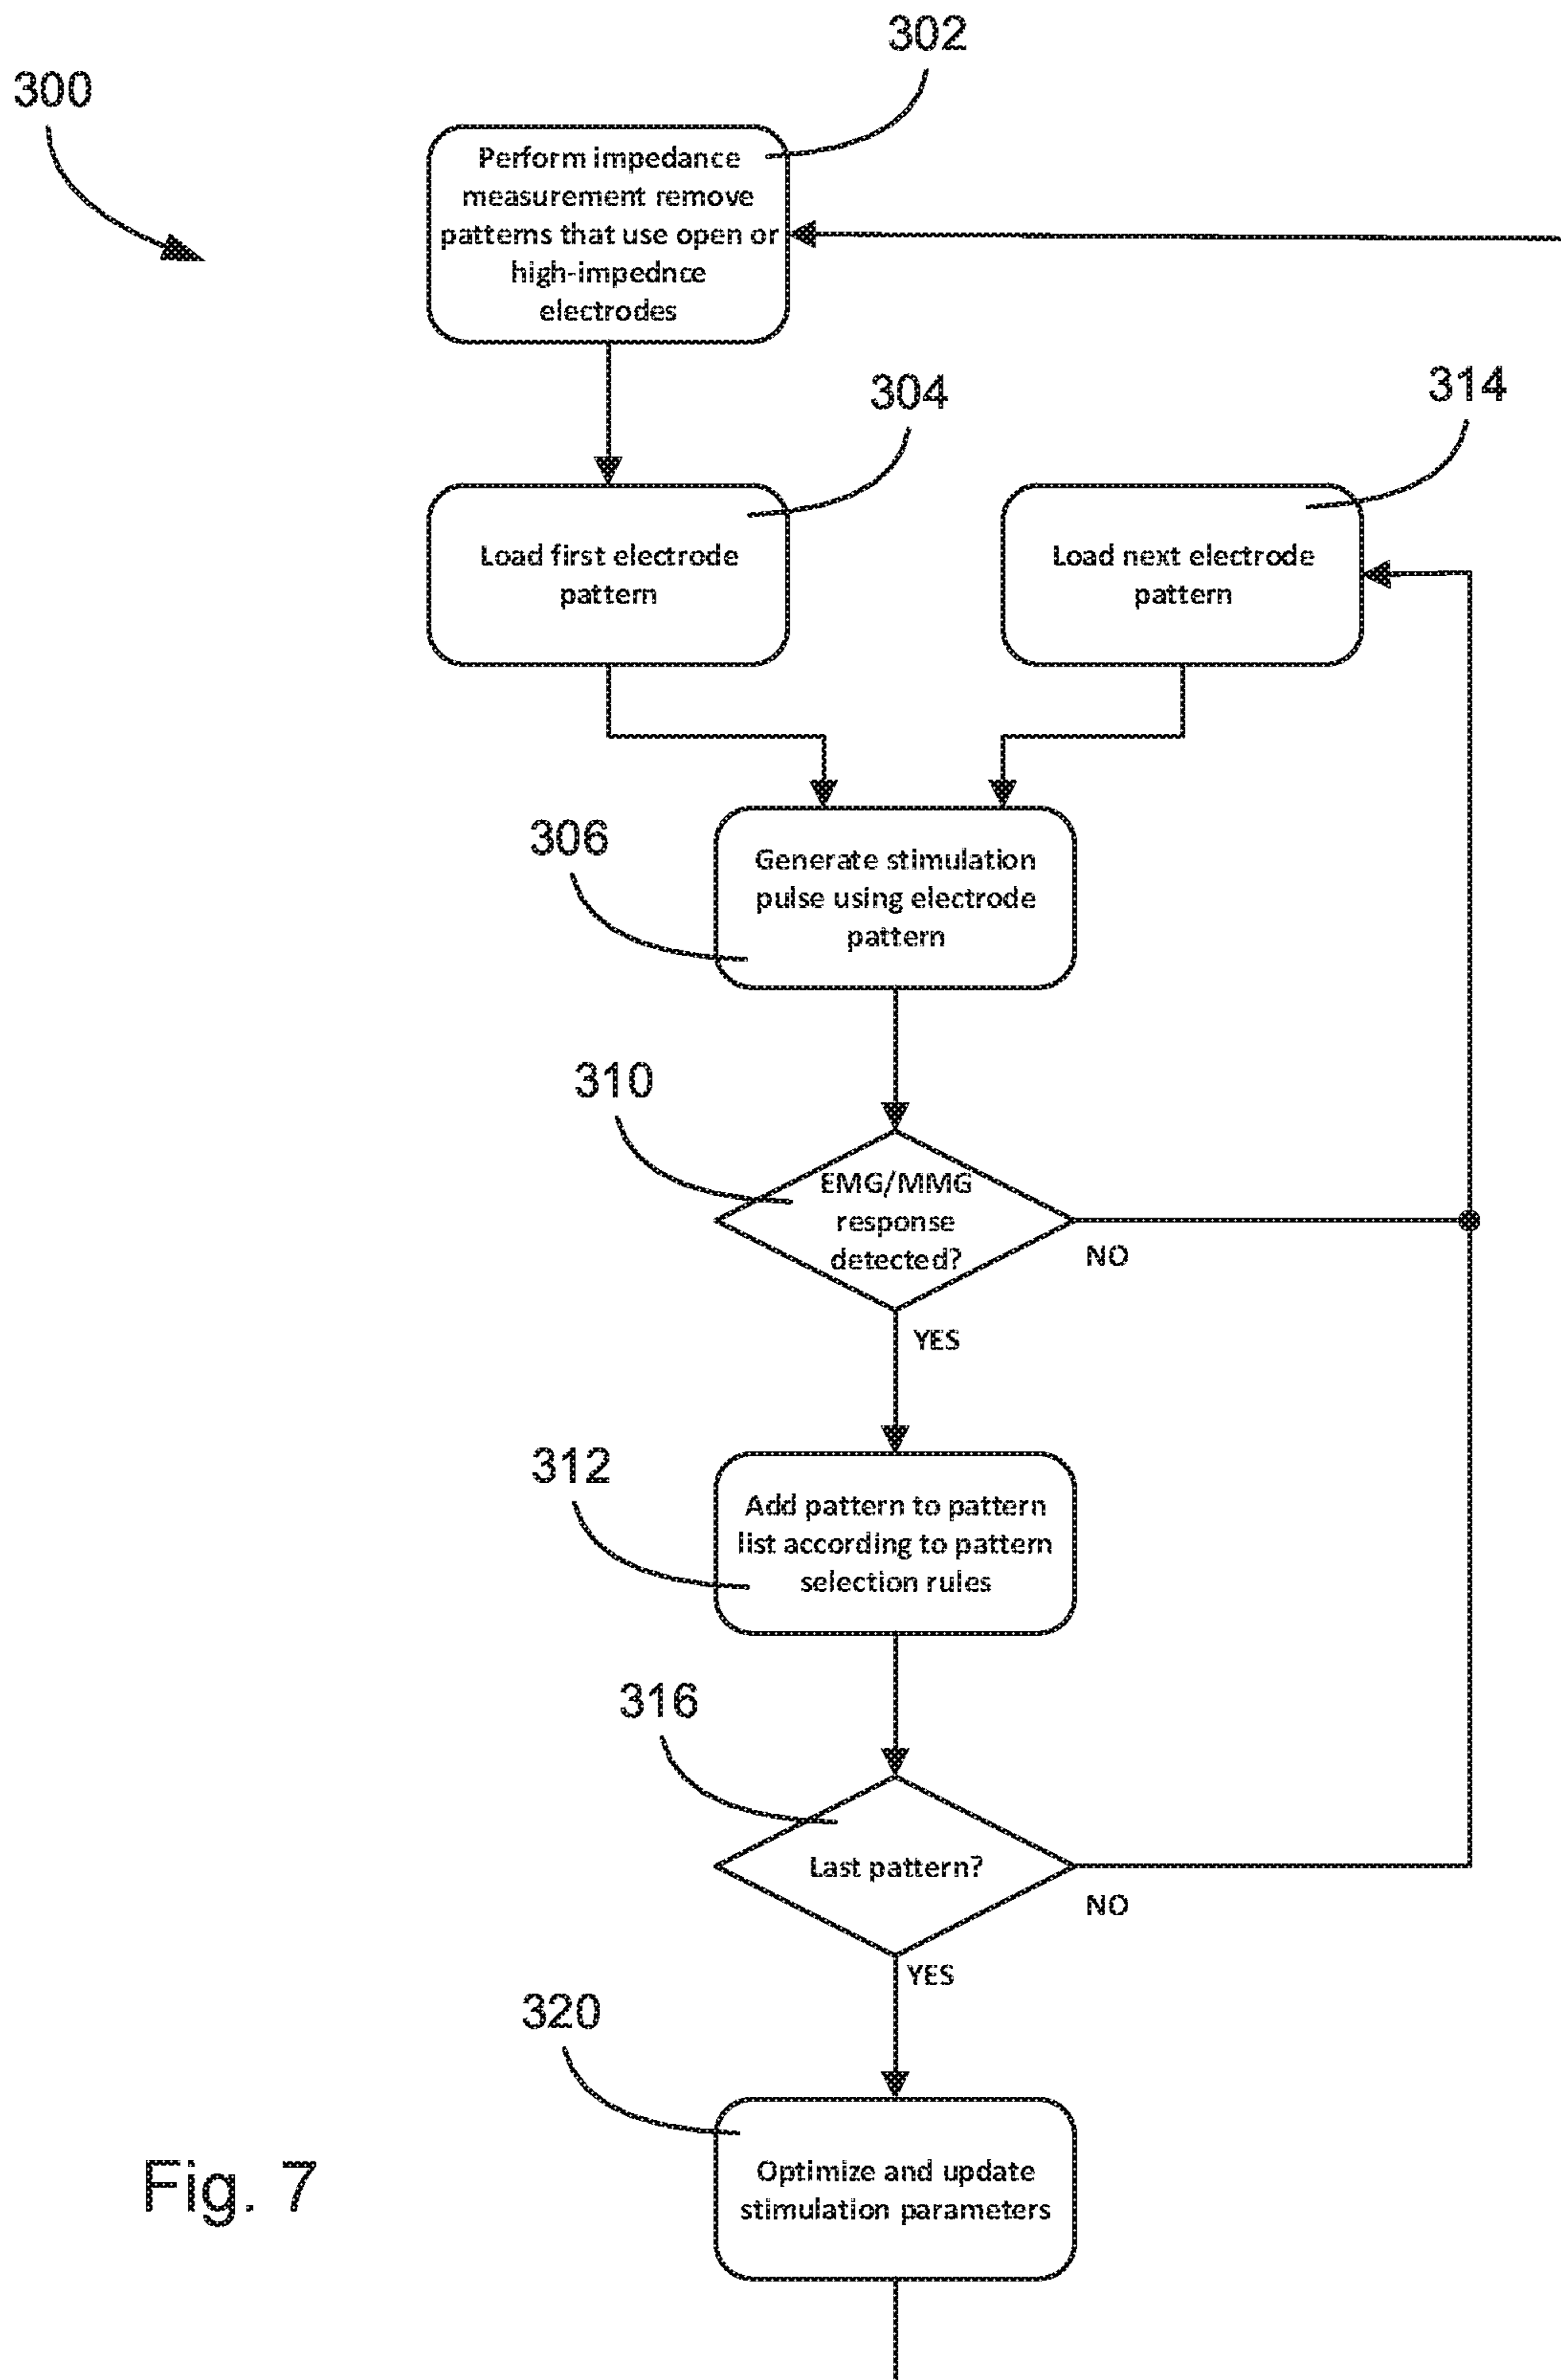 302
300
Perform impedance
measurement remove
patterns that use open or
high-impednce
electrodes
304
314
Load first electrode
pattern
Load next electrode
pattern
306
Generate stimulation
pulse using electrode
pattern
310
EMG/MMG
response
detected?
NO
YES
312
Add pattern to pattern
list according to pattern
selection rules
316
Last pattern?
NO
YES
320
Optimize and update
stimulation parameters
Fig. 7